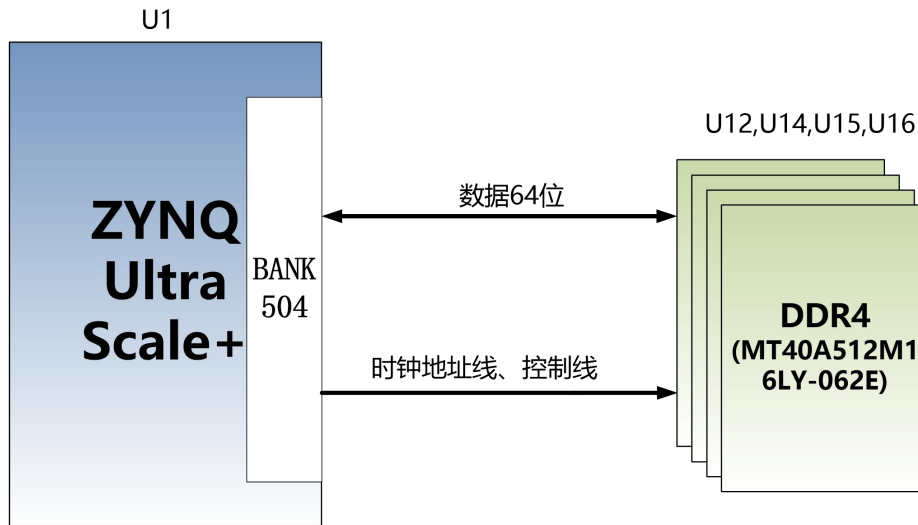 U1
U12,U14,U15,U16
数据64位
ZYNQ
Ultra
Scale+
BANK
504
时钟地址线、控制线
DDR4
(MT40A512M1
6LY-062E)